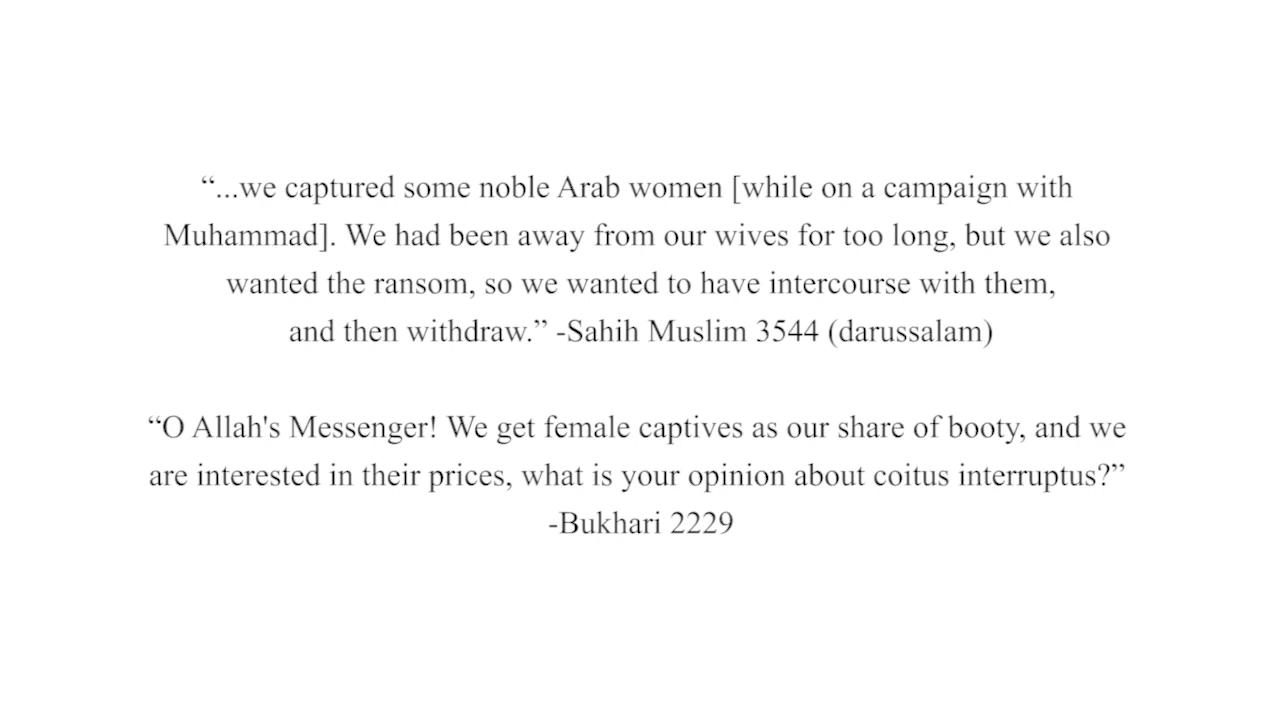 “...we captured some noble Arab women [while on a campaign with
Muhammad]. We had been away from our wives for too long, but we also
wanted the ransom, so we wanted to have intercourse with them,
and then withdraw.” -Sahih Muslim 3544 (darussalam)
“O Allah's Messenger! We get female captives as our share of booty, and we
are interested in their prices, what is your opinion about coitus interruptus?”
-Bukhari 2229